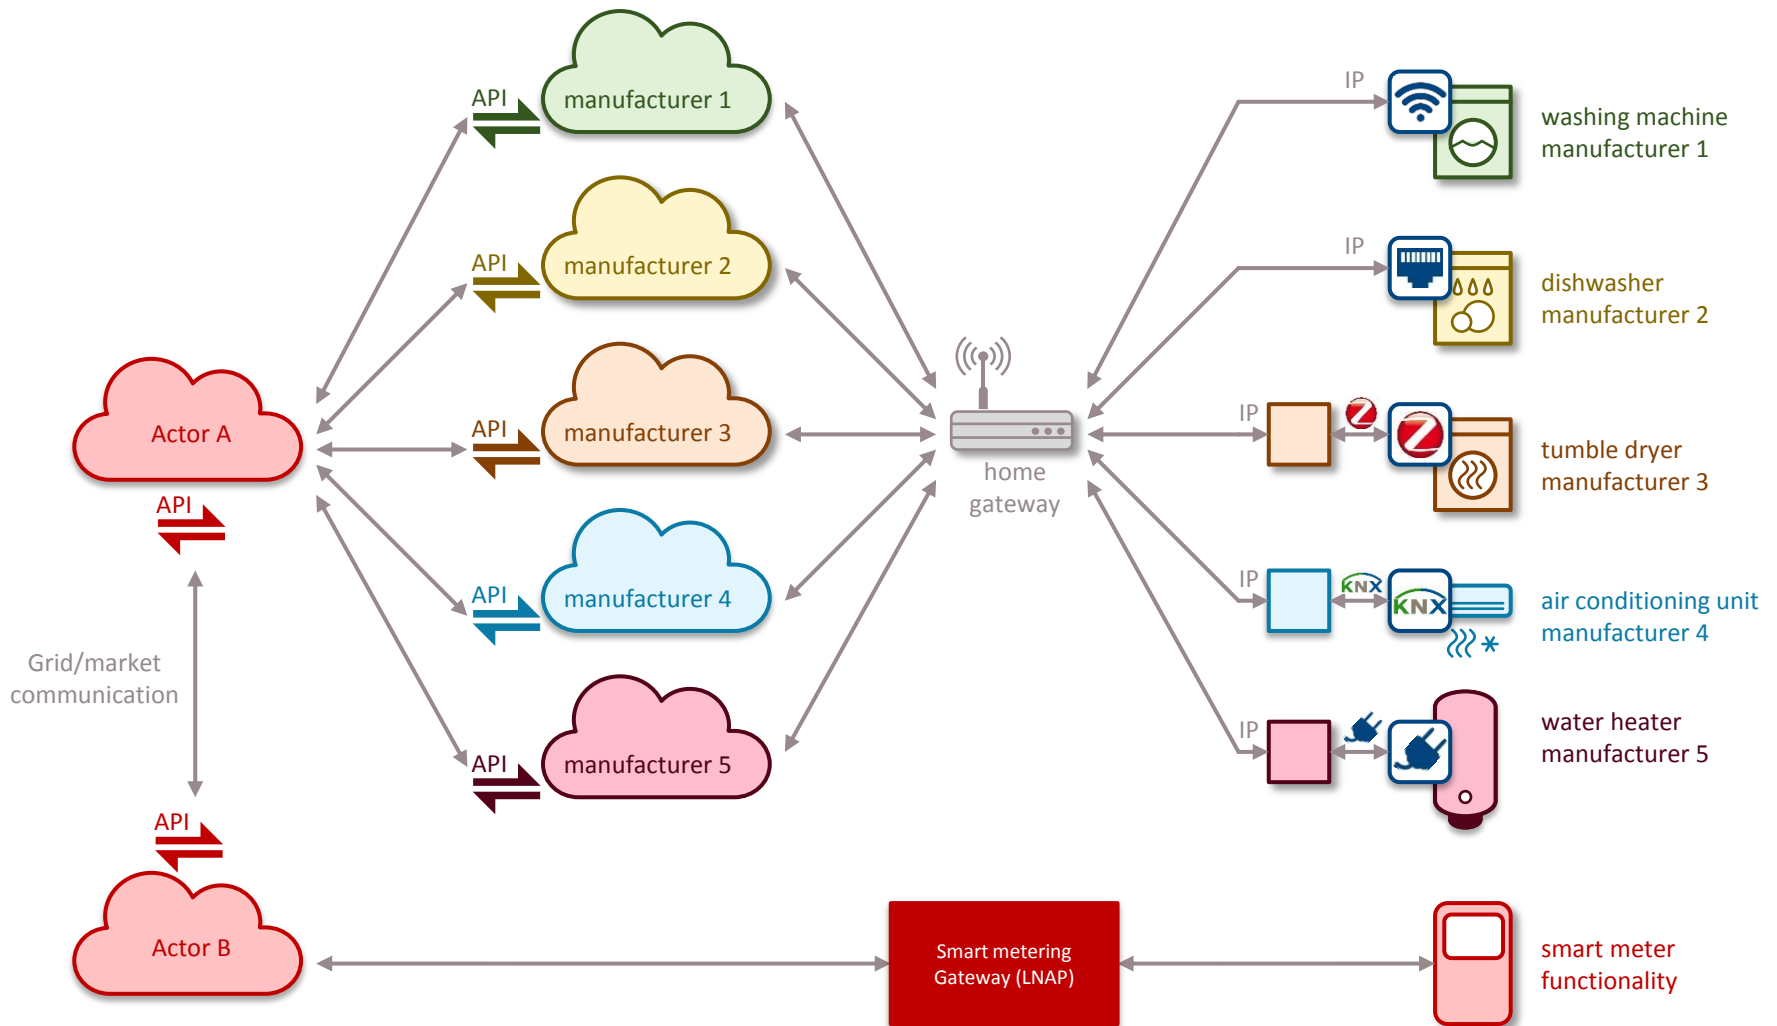 API
manufacturer 1
IP
washing machine
manufacturer 1
API
manufacturer 2
IP
dishwasher
manufacturer 2
Actor A
API
API
manufacturer 3
home
gateway
IP
Z
Z
tumble dryer
manufacturer 3
API
manufacturer 4
IP
KNX
KNX
air conditioning unit
manufacturer 4
Grid/market
communication
API
manufacturer 5
IP
water heater
manufacturer 5
API
Actor B
Smart metering
Gateway (LNAP)
smart meter
functionality